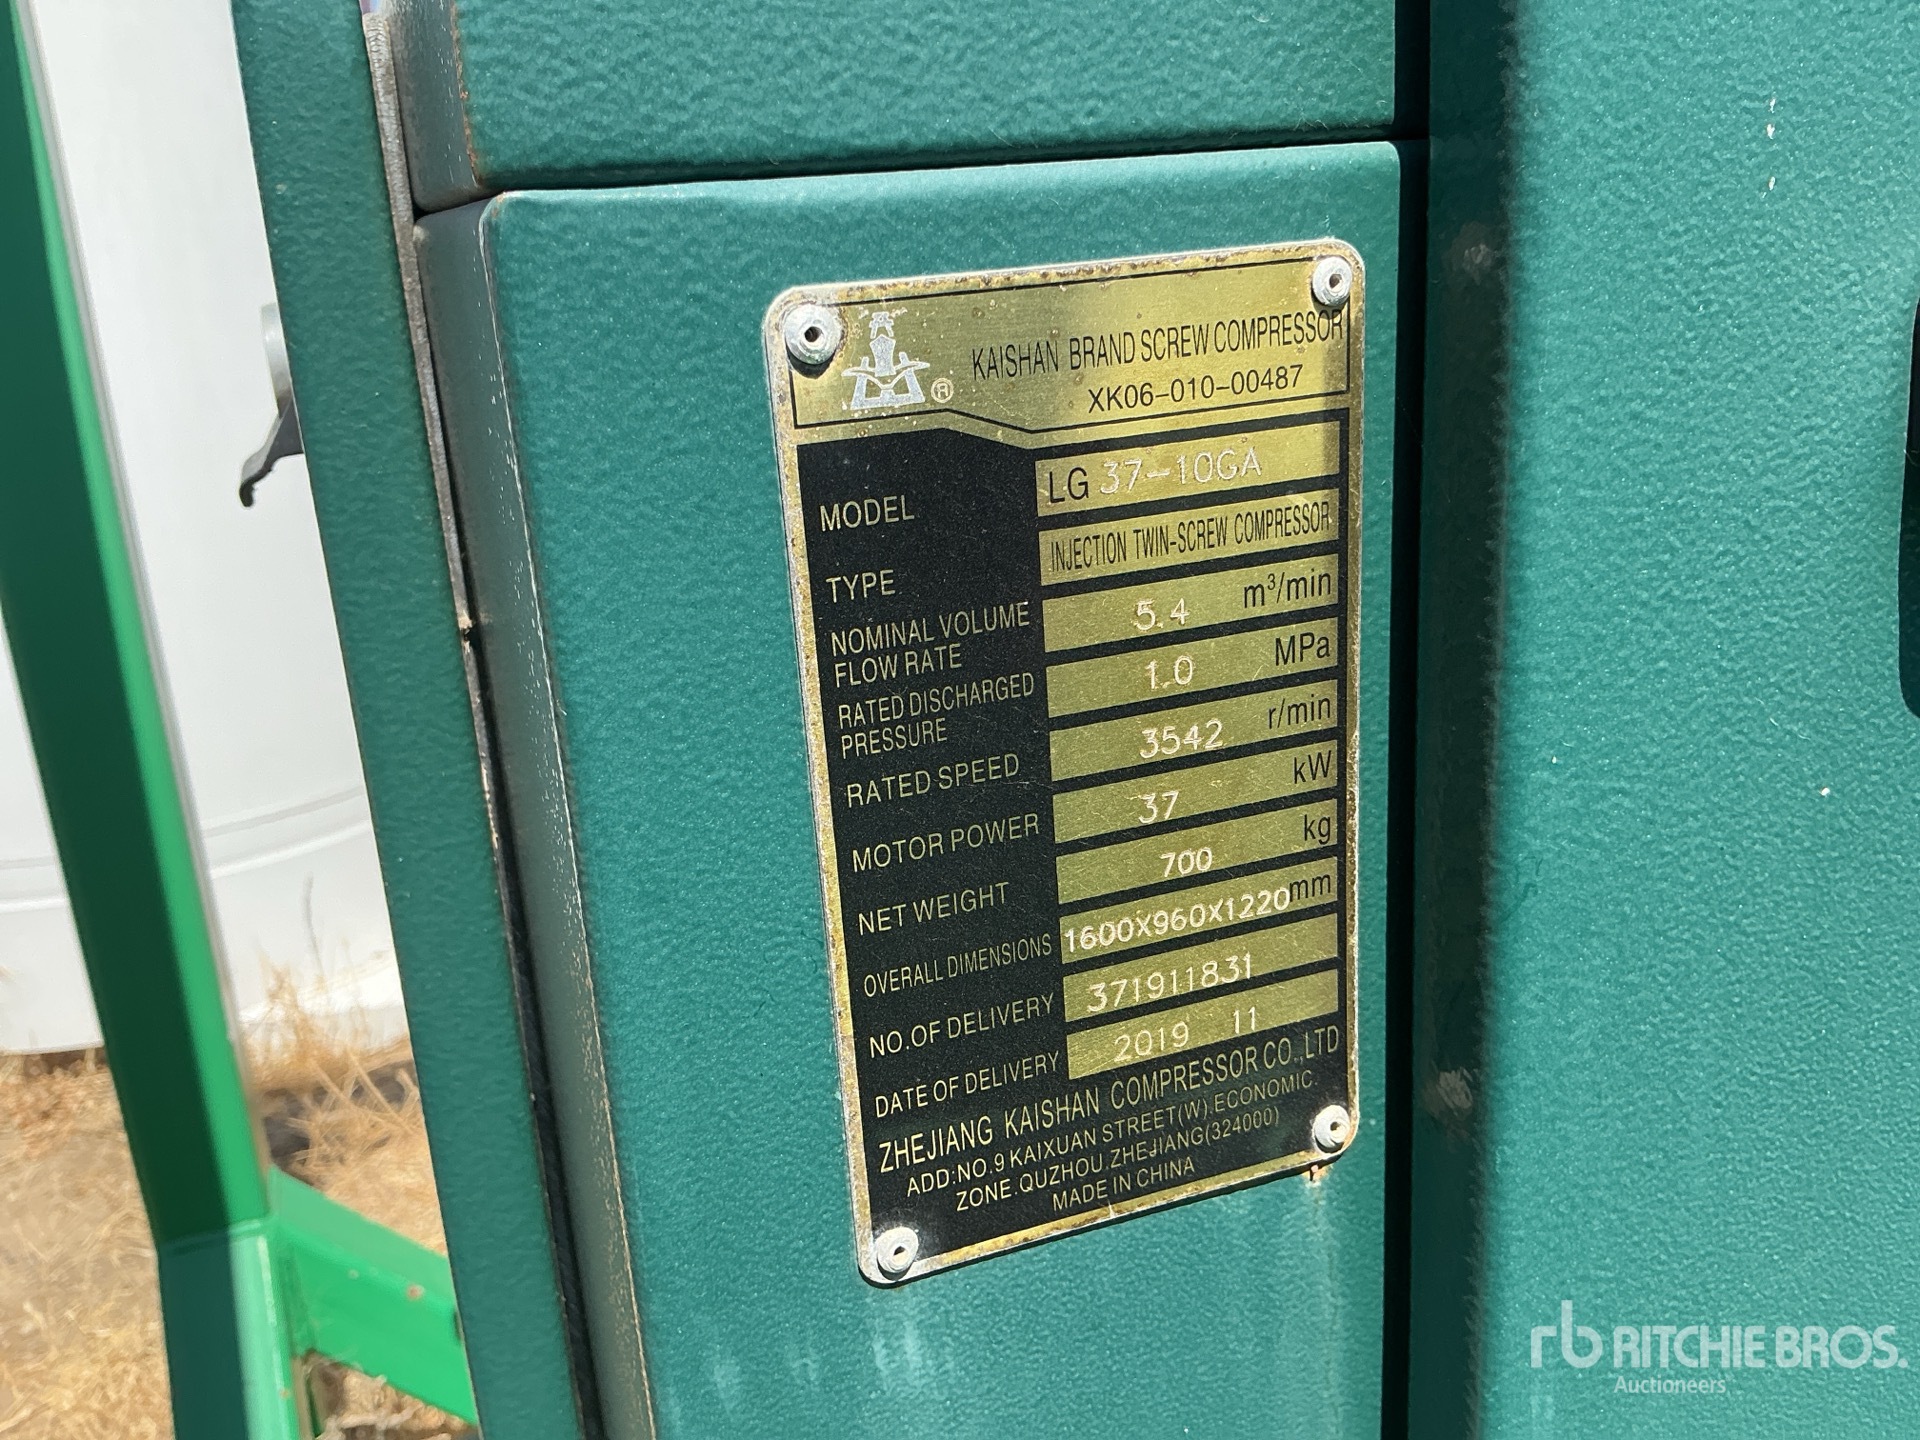 ®
KAISHAN BRAND SCREW COMPRESSOR
XK06-010-00487
MODEL LG 37-10GA
TYPE INJECTION TWIN-SCREW COMPRESSOR
NOMINAL VOLUME
FLOW RATE 5.4 m³/min
RATED DISCHARGED
PRESSURE 1.0 MPa
RATED SPEED 3542 r/min
MOTOR POWER 37 kW
NET WEIGHT 700 kg
OVERALL DIMENSIONS 1600X960X1220 mm
NO.OF DELIVERY 371911831
DATE OF DELIVERY 2019 11
ZHEJIANG KAISHAN COMPRESSOR CO.,LTD
ADD:NO.9 KAIXUAN STREET(W).ECONOMIC.
ZONE.QUZHOU.ZHEJIANG(324000)
MADE IN CHINA
rb RITCHIE BROS.
Auctioneers